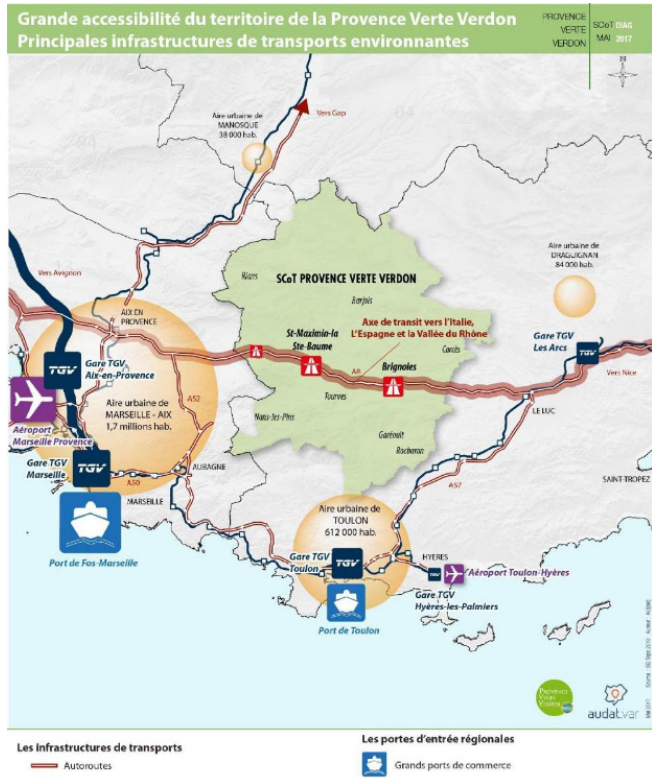 Grande accessibilité du territoire de la Provence Verte Verdon
Principales infrastructures de transports environnantes
PROVENCE
VERTE
VERDON
SCoT DIAG
MAI 2017
Vers Gap
Aire urbaine de
MANOSQUE
38 000 hab.
Aire urbaine de
DRAGUIGNAN
84 000 hab.
Vers Avignon
Rians
SCoT PROVENCE VERTE VERDON
Barjols
AIX EN
PROVENCE
St-Maximin-la
Ste-Baume
Axe de transit vers l'Italie,
L'Espagne et la Vallée du Rhône
Gare TGV
Les Arcs
TGV
Carcès
Brignoles
A8
TGV
Gare TGV
Aix-en-Provence
Vers Nice
A52
Tourves
Aire urbaine de
MARSEILLE - AIX
1,7 millions hab.
LE LUC
Nans-les-Pins
Aéroport
Marseille Provence
Garéoult
Rocbaron
Gare TGV
Marseille
TGV
AUBAGNE
A50
A57
SAINT-TROPEZ
MARSEILLE
Aire urbaine de
TOULON
612 000 hab.
Port de Fos-Marseille
Gare TGV
Toulon
TGV
HYERES
TGV
Aéroport Toulon-Hyères
Gare TGV
Hyères-les-Palmiers
Port de Toulon
PROVENCE
VERTE
VERDON
audat.var
Les infrastructures de transports
Autoroutes
Les portes d'entrée régionales
Grands ports de commerce